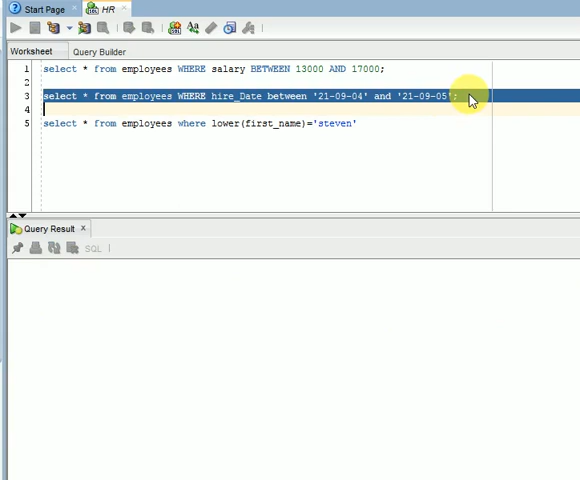 Start Page
HR
Worksheet
Query Builder
1 select * from employees WHERE salary BETWEEN 13000 AND 17000;
2
3 select * from employees WHERE hire_Date between '21-09-04' and '21-09-05';
4
5 select * from employees where lower(first_name)='steven'
Query Result
SQL